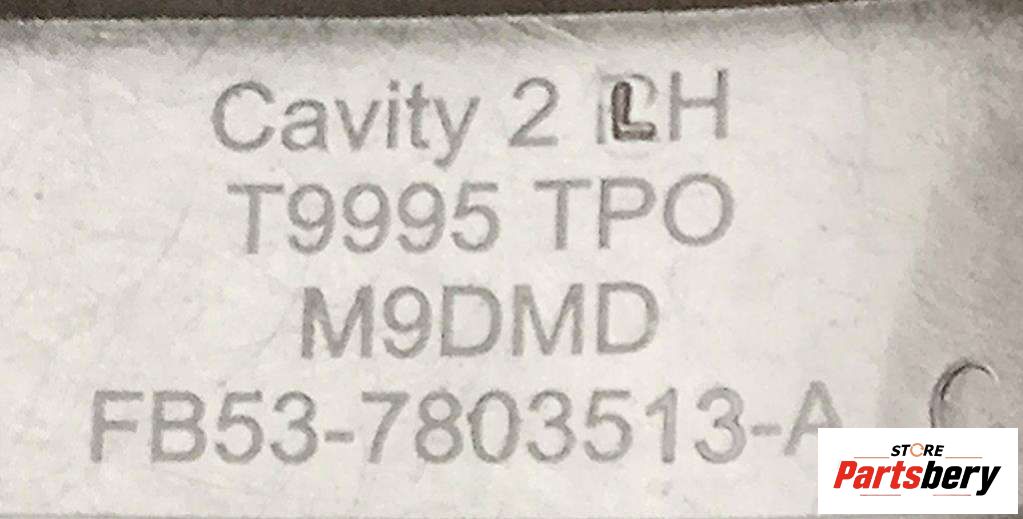 Cavity 2 LH
T9995 TPO
M9DMD
FB53-7803513-A C
STORE
Partsbery